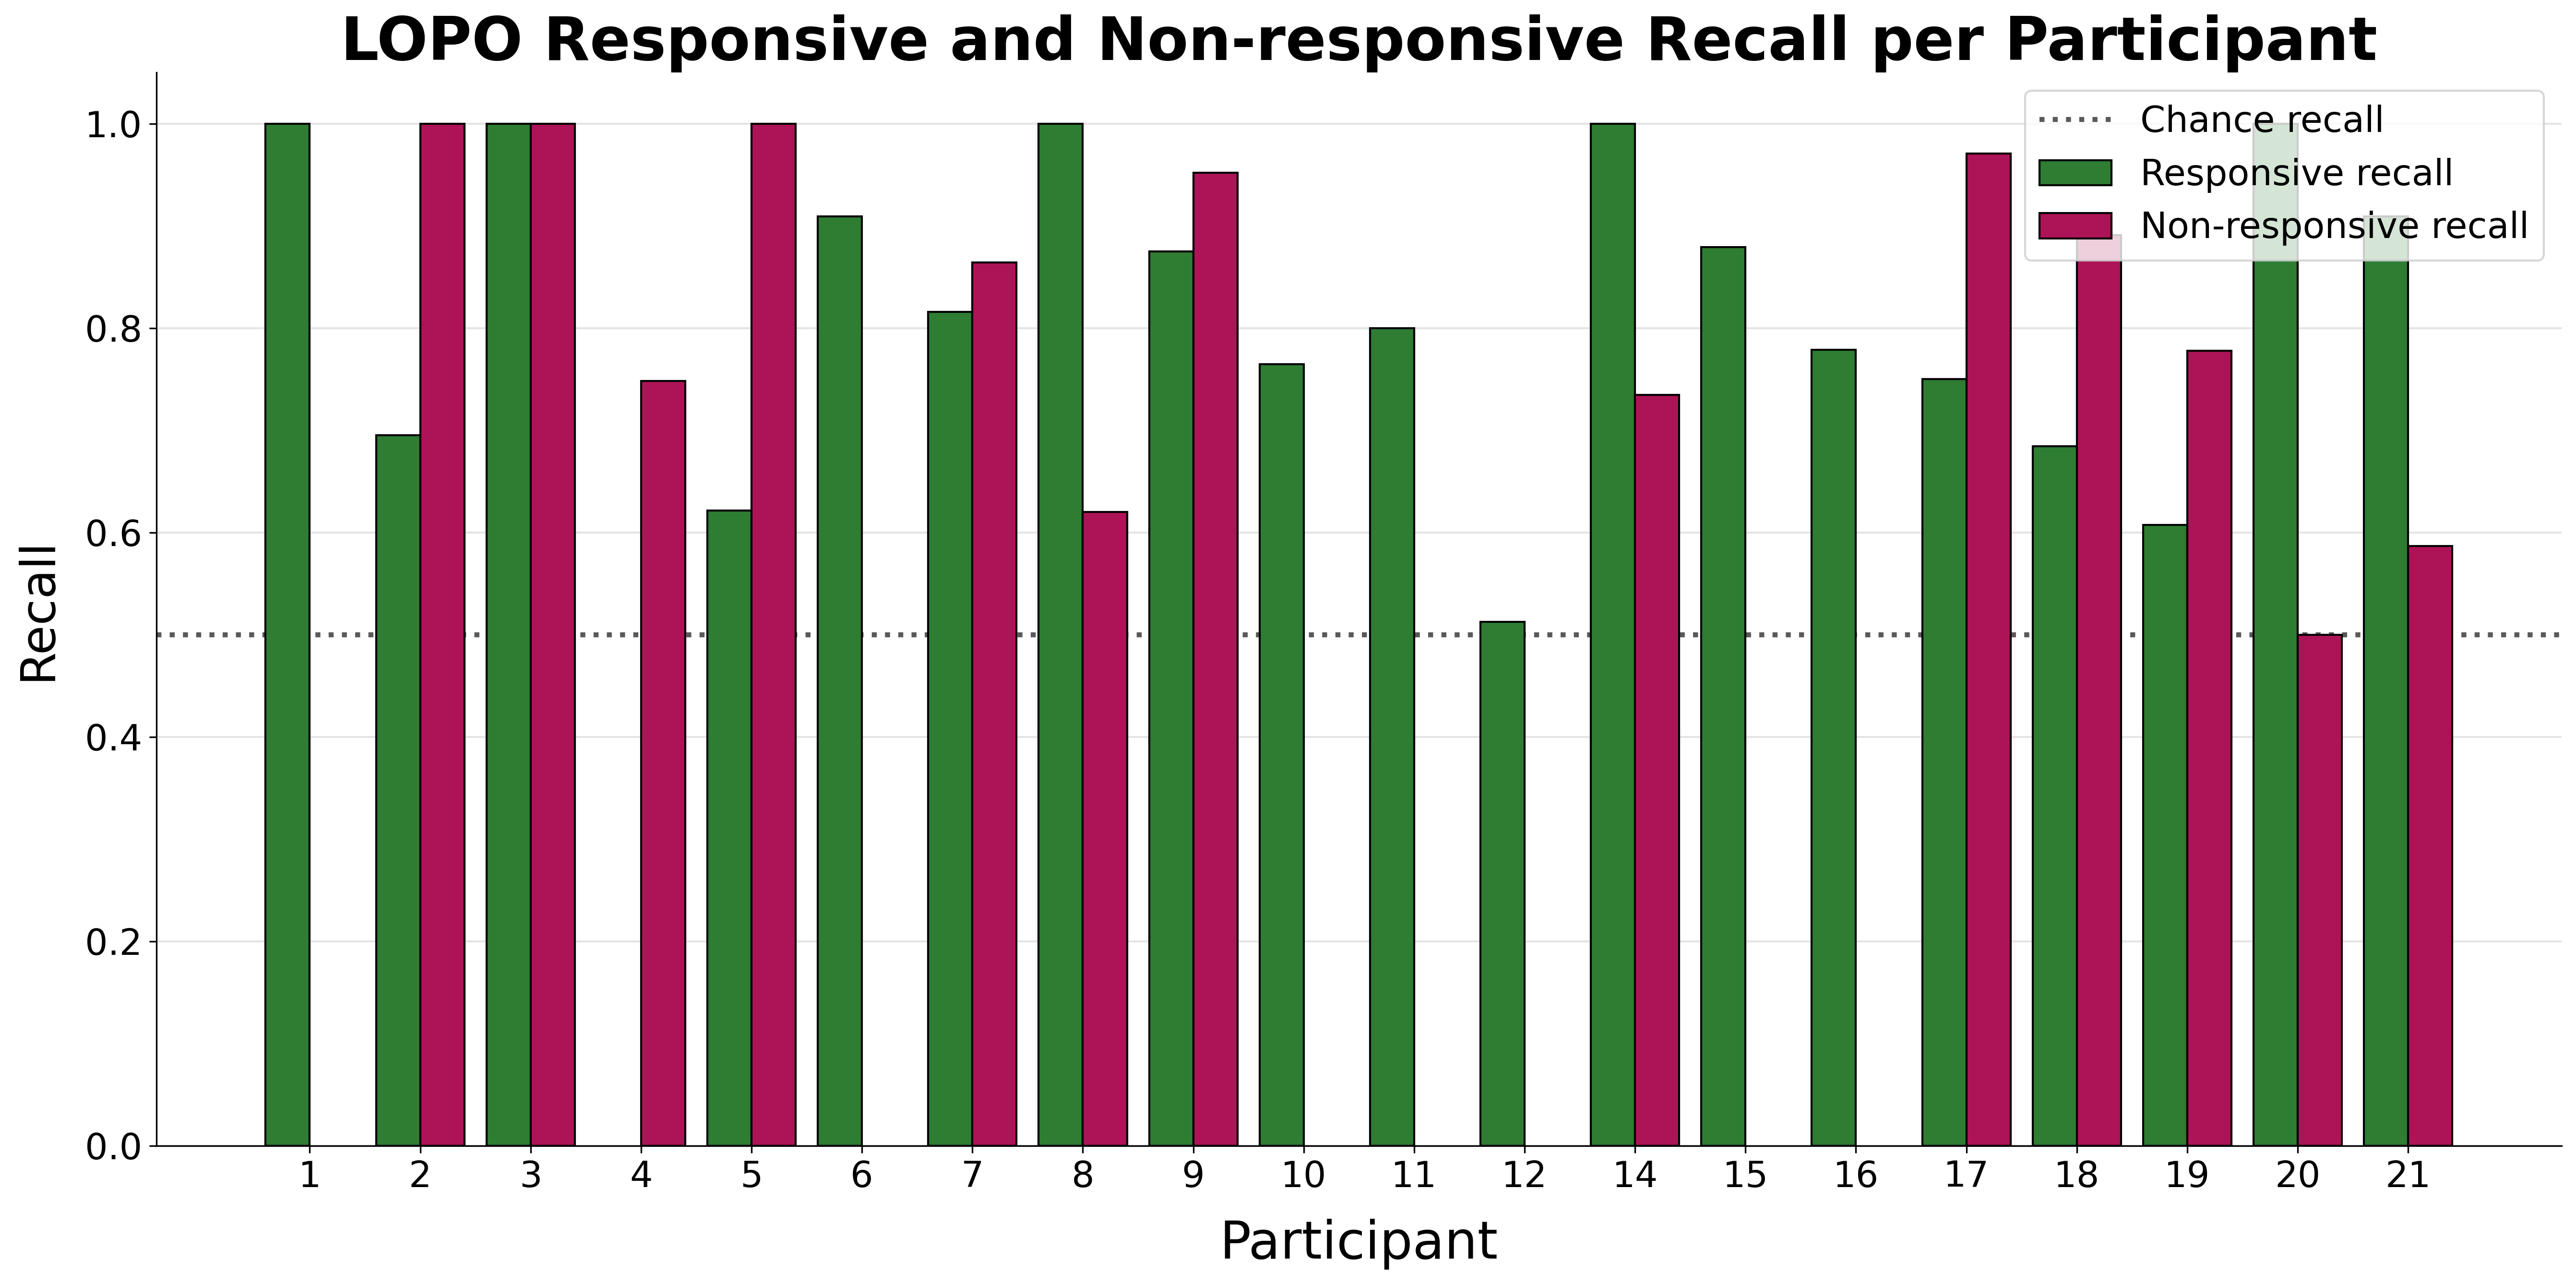 LOPO Responsive and Non-responsive Recall per Participant
Chance recall
Responsive recall
Non-responsive recall
1.0
0.8
0.6
0.4
0.2
0.0
Recall
1 2 3 4 5 6 7 8 9 10 11 12 14 15 16 17 18 19 20 21
Participant